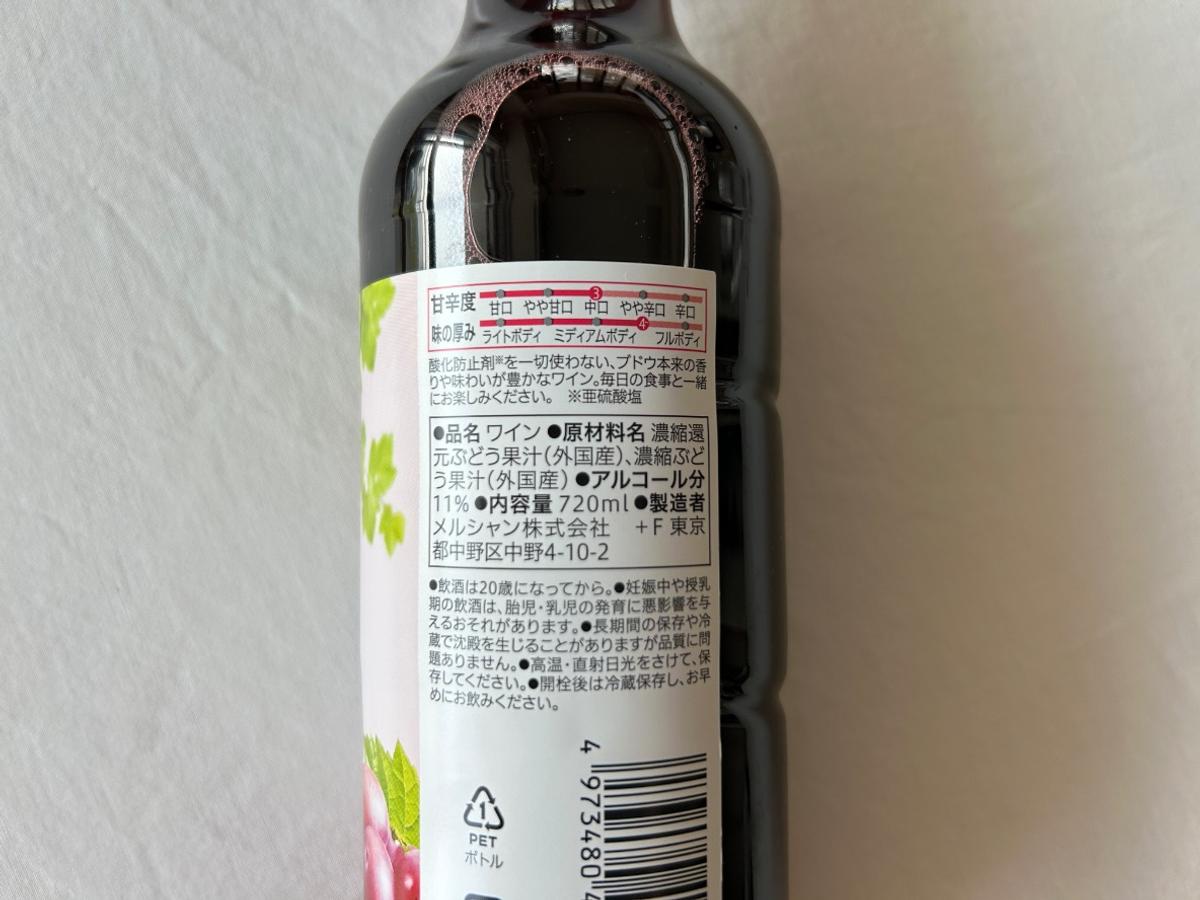 甘辛度 甘口 やや甘口 3 中口 やや辛口 辛口
味の厚み ライトボディ ミディアムボディ 4 フルボディ
酸化防止剤※を一切使わない、ブドウ本来の香
りや味わいが豊かなワイン。毎日の食事と一緒
にお楽しみください。 ※亜硫酸塩
●品名 ワイン ●原材料名 濃縮還
元ぶどう果汁(外国産)、濃縮ぶど
う果汁(外国産) ●アルコール分
11% ●内容量 720ml ●製造者
メルシャン株式会社 +F 東京
都中野区中野4-10-2
●飲酒は20歳になってから。●妊娠中や授乳
期の飲酒は、胎児・乳児の発育に悪影響を与
えるおそれがあります。●長期間の保存や冷
蔵で沈殿を生じることがありますが品質に問
題ありません。●高温・直射日光をさけて、保
存してください。●開栓後は冷蔵保存し、お早
めにお飲みください。
1
PET
ボトル
4 973480 4